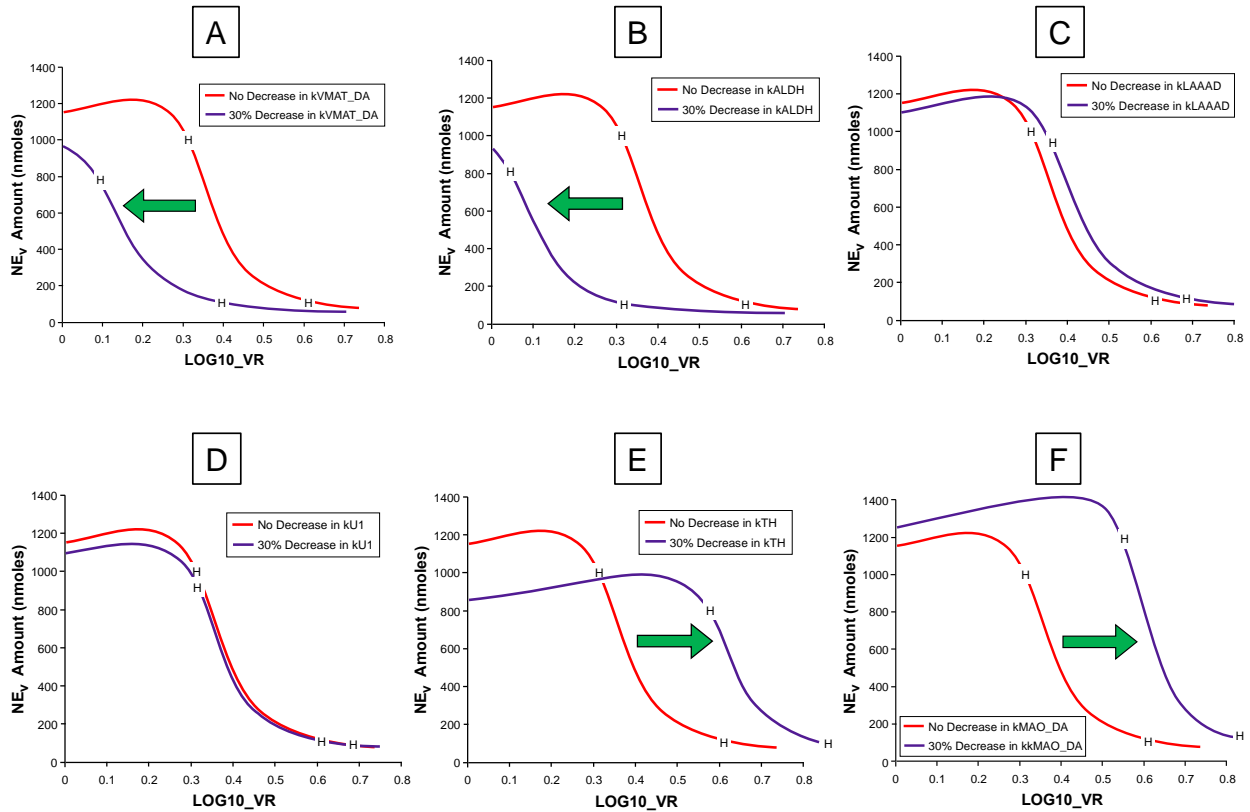 A
1400
1200
1000
800
600
400
200
0
0 0.1 0.2 0.3 0.4 0.5 0.6 0.7 0.8
NEv Amount (nmoles)
LOG10_VR
No Decrease in kVMAT_DA
30% Decrease in kVMAT_DA
H
H
H
H
B
1400
1200
1000
800
600
400
200
0
0 0.1 0.2 0.3 0.4 0.5 0.6 0.7 0.8
NEv Amount (nmoles)
LOG10_VR
No Decrease in kALDH
30% Decrease in kALDH
H
H
H
H
C
1400
1200
1000
800
600
400
200
0
0 0.1 0.2 0.3 0.4 0.5 0.6 0.7 0.8
NEv Amount (nmoles)
LOG10_VR
No Decrease in kLAAAD
30% Decrease in kLAAAD
H
H
H
H
D
1400
1200
1000
800
600
400
200
0
0 0.1 0.2 0.3 0.4 0.5 0.6 0.7 0.8
NEv Amount (nmoles)
LOG10_VR
No Decrease in kU1
30% Decrease in kU1
H
H
H
H
E
1400
1200
1000
800
600
400
200
0
0 0.1 0.2 0.3 0.4 0.5 0.6 0.7 0.8
NEv Amount (nmoles)
LOG10_VR
No Decrease in kTH
30% Decrease in kTH
H
H
H
H
F
1400
1200
1000
800
600
400
200
0
0 0.1 0.2 0.3 0.4 0.5 0.6 0.7 0.8
NEv Amount (nmoles)
LOG10_VR
No Decrease in kMAO_DA
30% Decrease in kkMAO_DA
H
H
H
H